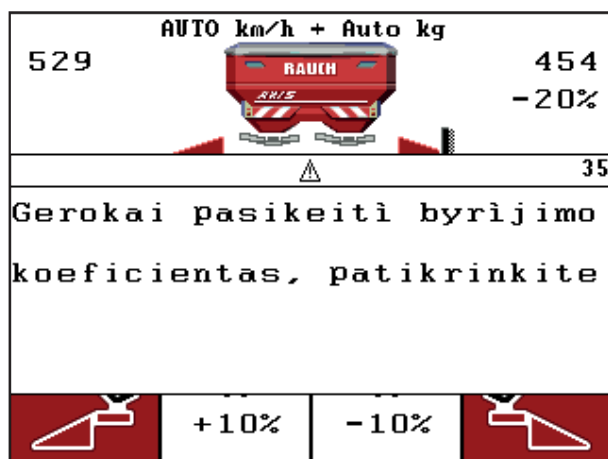 AUTO km/h + Auto kg
529
454
-20%
RAUCH
AXIS
35
Gerokai pasikeitì byrìjimo
koeficientas, patikrinkite
+10%
-10%